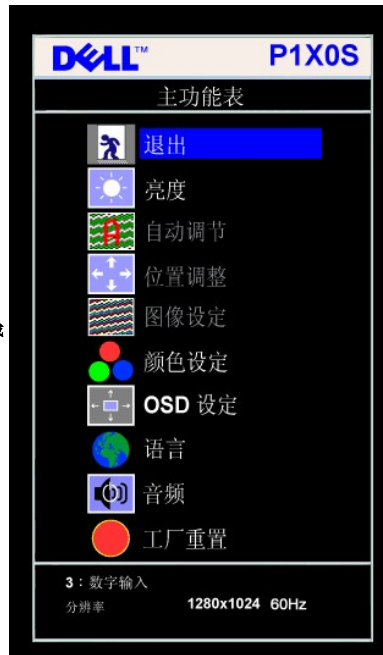 DELL™ P1X0S
主功能表
退出
亮度
自动调节
位置调整
图像设定
颜色设定
OSD 设定
语言
音频
工厂重置
3：数字输入
分辨率 1280x1024 60Hz